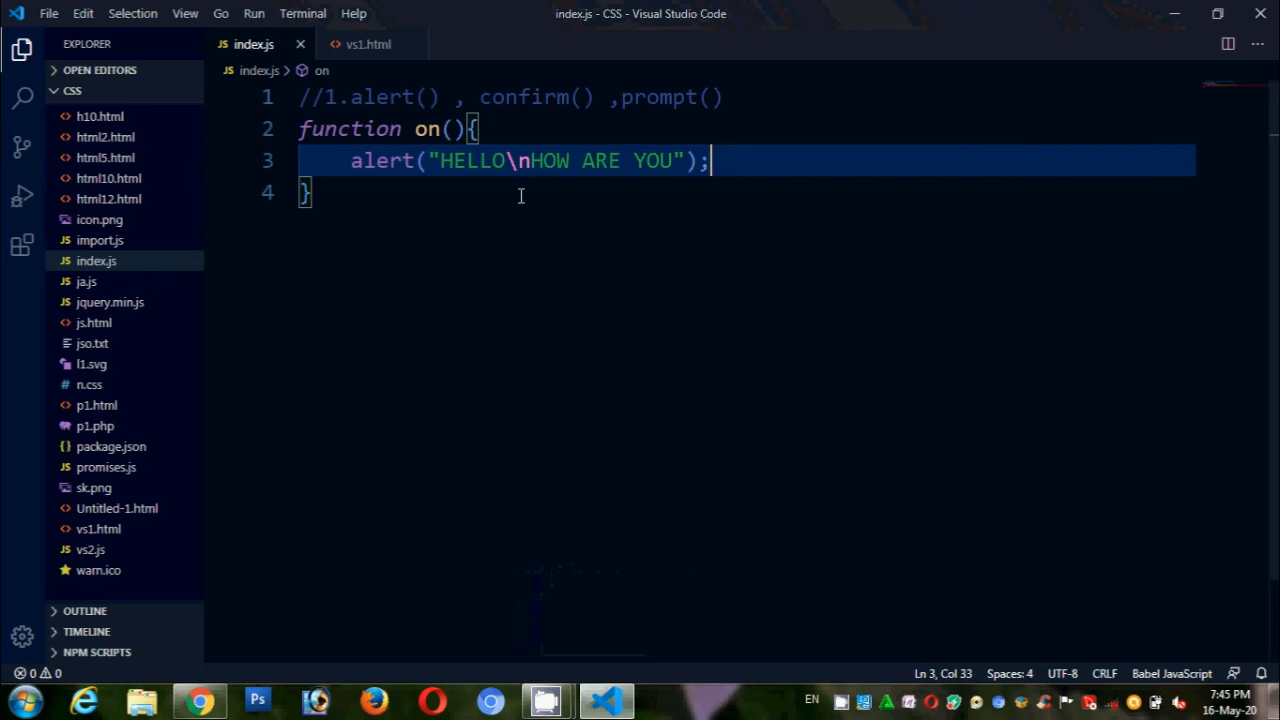 File Edit Selection View Go Run Terminal Help
index.js - CSS - Visual Studio Code
EXPLORER
OPEN EDITORS
CSS
h10.html
html2.html
html5.html
html10.html
html12.html
icon.png
import.js
index.js
ja.js
jquery.min.js
js.html
jso.txt
l1.svg
n.css
p1.html
p1.php
package.json
promises.js
sk.png
Untitled-1.html
vs1.html
vs2.js
warn.ico
OUTLINE
TIMELINE
NPM SCRIPTS
JS index.js
<> vs1.html
JS index.js > on
1 //1.alert() , confirm() ,prompt()
2 function on(){
3 alert("HELLO\nHOW ARE YOU");
4 }
0 0
Ln 3, Col 33 Spaces: 4 UTF-8 CRLF Babel JavaScript
Ps
EN
7:45 PM
16-May-20